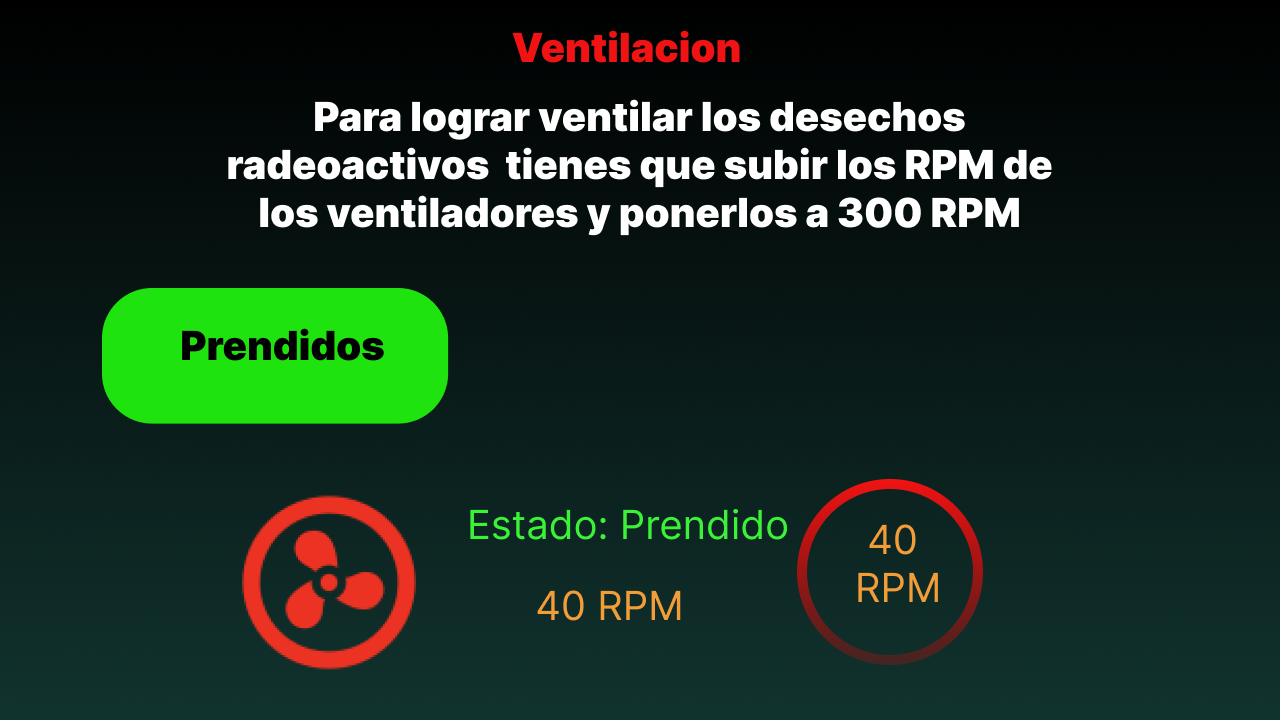 Ventilacion
Para lograr ventilar los desechos
radeoactivos  tienes que subir los RPM de
los ventiladores y ponerlos a 300 RPM
Prendidos
Estado: Prendido
40 RPM
40
RPM